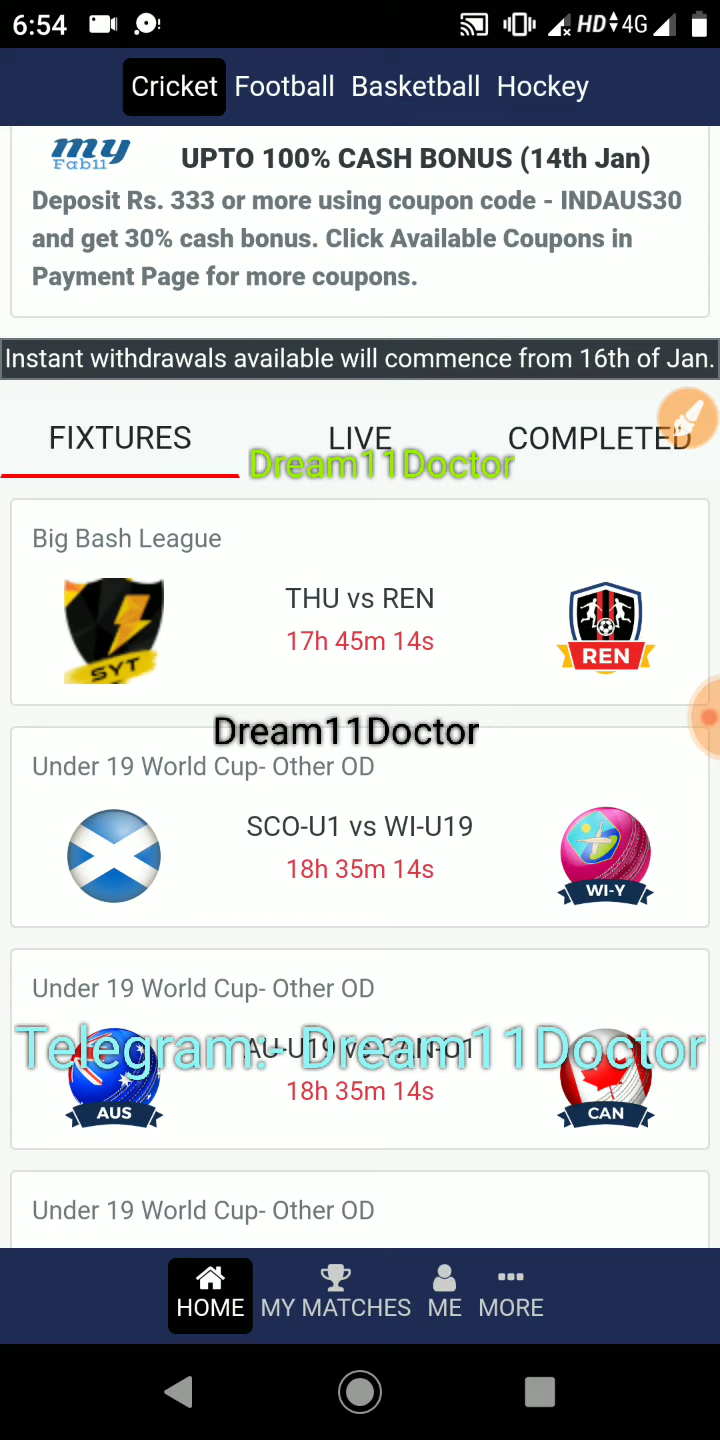 6:54
HD 4G
Cricket Football Basketball Hockey
my
Fab11
UPTO 100% CASH BONUS (14th Jan)
Deposit Rs. 333 or more using coupon code - INDAUS30
and get 30% cash bonus. Click Available Coupons in
Payment Page for more coupons.
Instant withdrawals available will commence from 16th of Jan.
FIXTURES LIVE COMPLETED
Dream11Doctor
Big Bash League
THU vs REN
17h 45m 14s
SYT
REN
Dream11Doctor
Under 19 World Cup- Other OD
SCO-U1 vs WI-U19
18h 35m 14s
WI-Y
Under 19 World Cup- Other OD
Telegram:- Dream11Doctor
AU-U19 vs CAN-U1
18h 35m 14s
AUS
CAN
Under 19 World Cup- Other OD
HOME MY MATCHES ME MORE